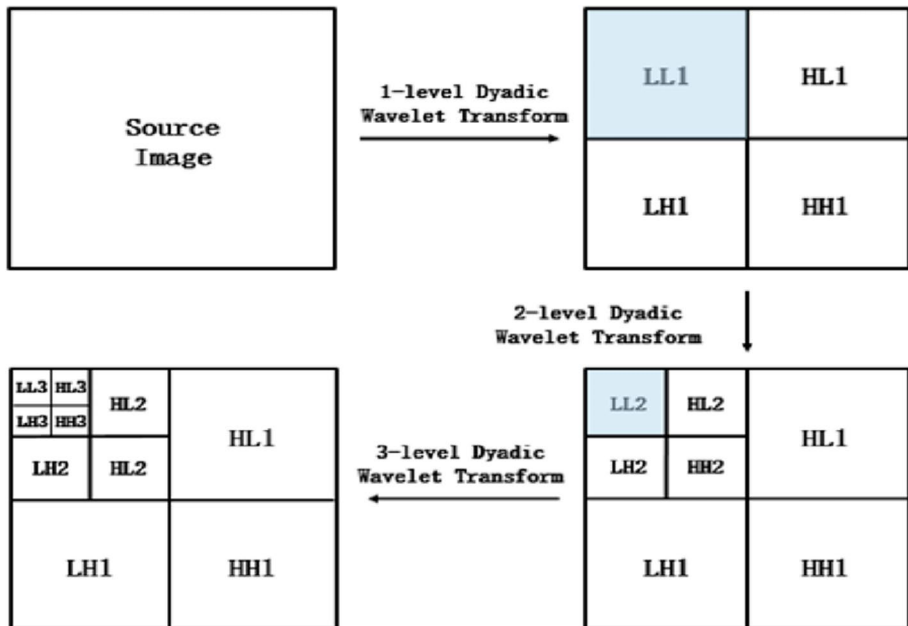 Source
Image
1-level Dyadic
Wavelet Transform
LL1
HL1
LH1
HH1
2-level Dyadic
Wavelet Transform
LL2
HL2
HL1
LH2
HH2
LH1
HH1
3-level Dyadic
Wavelet Transform
LL3
HL3
HL2
LH3
HH3
HL1
LH2
HL2
LH1
HH1